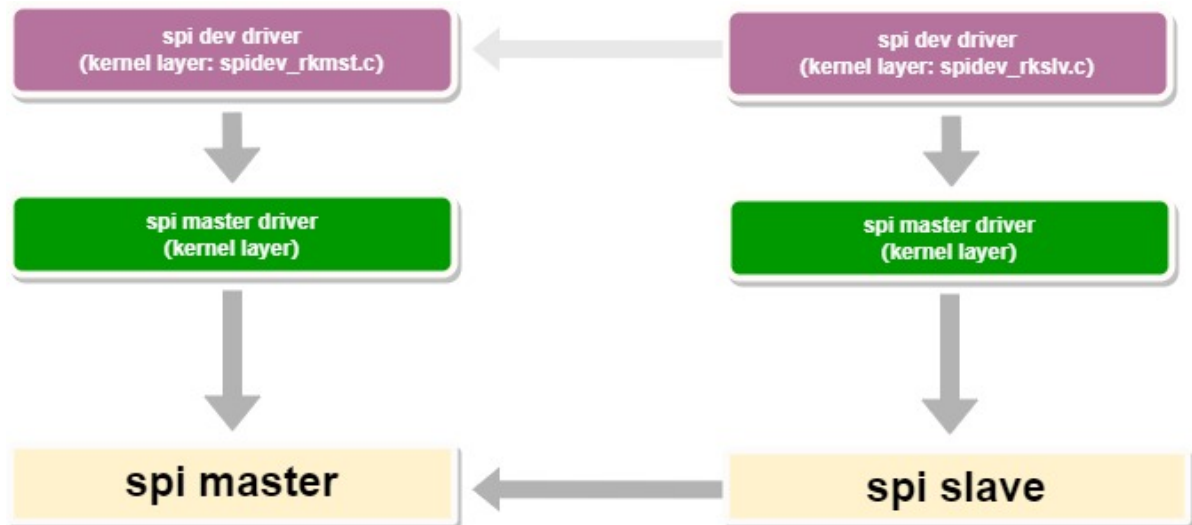 spi dev driver
(kernel layer: spidev_rkmst.c)
spi dev driver
(kernel layer: spidev_rkslv.c)
spi master driver
(kernel layer)
spi master driver
(kernel layer)
spi master
spi slave